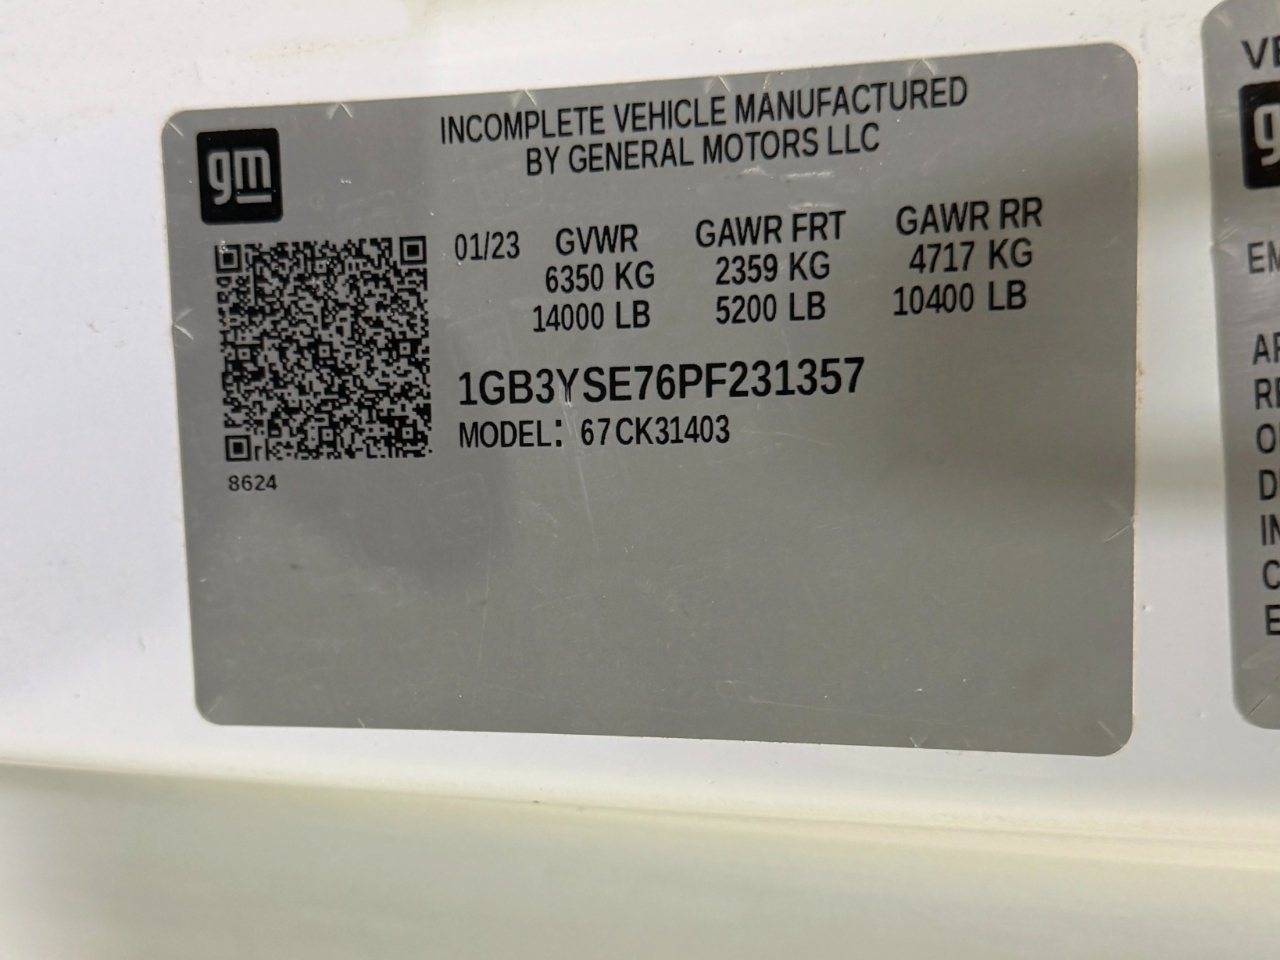 gm
INCOMPLETE VEHICLE MANUFACTURED
BY GENERAL MOTORS LLC
01/23 GVWR GAWR FRT GAWR RR
6350 KG 2359 KG 4717 KG
14000 LB 5200 LB 10400 LB
1GB3YSE76PF231357
MODEL: 67CK31403
8624